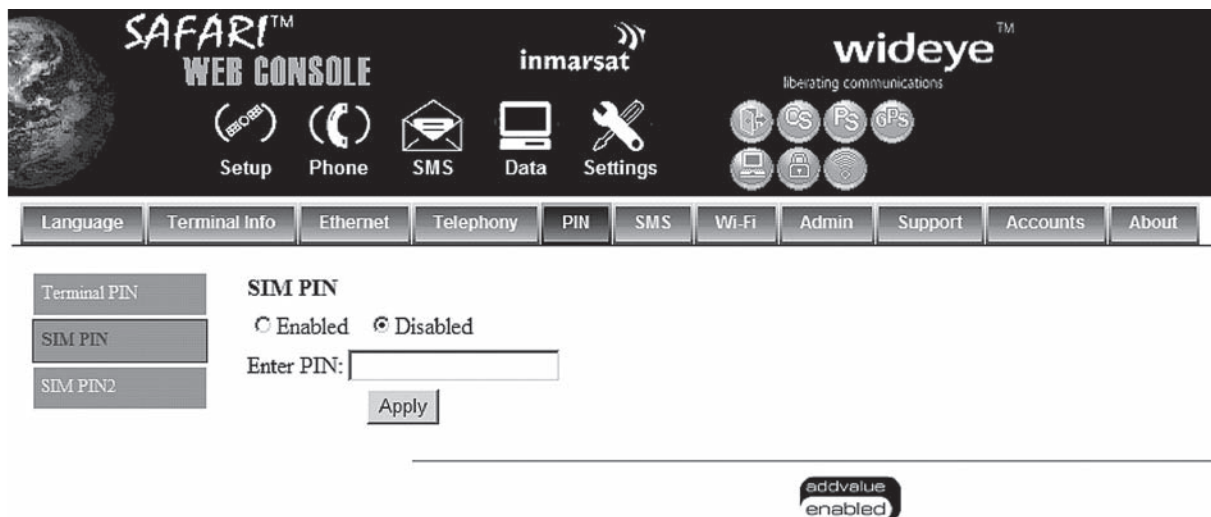 SAFARI™
WEB CONSOLE
inmarsat
wideye™
liberating communications
Setup Phone SMS Data Settings
CS PS GPS
Language Terminal Info Ethernet Telephony PIN SMS Wi-Fi Admin Support Accounts About
Terminal PIN
SIM PIN
SIM PIN2
SIM PIN
Enabled Disabled
Enter PIN:
Apply
addvalue
enabled